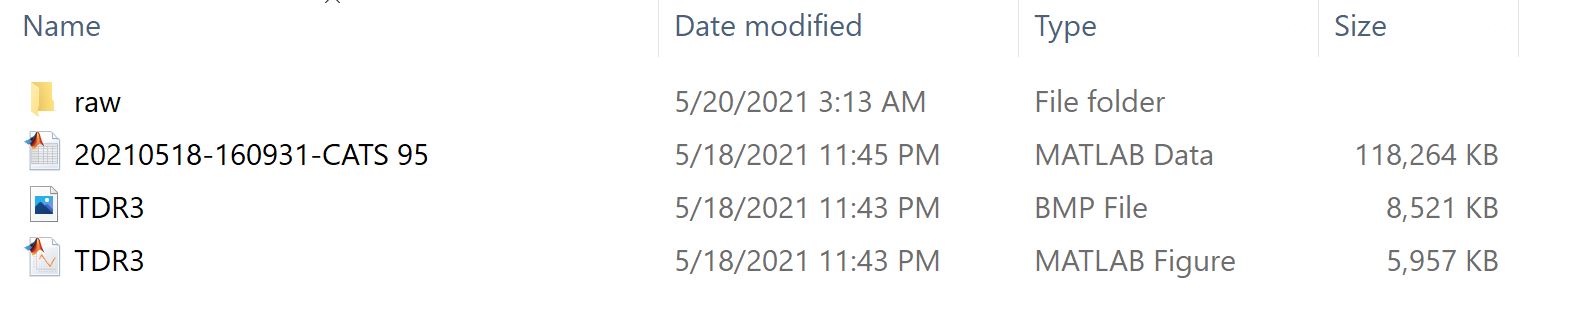 Name Date modified Type Size
raw 5/20/2021 3:13 AM File folder
20210518-160931-CATS 95 5/18/2021 11:45 PM MATLAB Data 118,264 KB
TDR3 5/18/2021 11:43 PM BMP File 8,521 KB
TDR3 5/18/2021 11:43 PM MATLAB Figure 5,957 KB